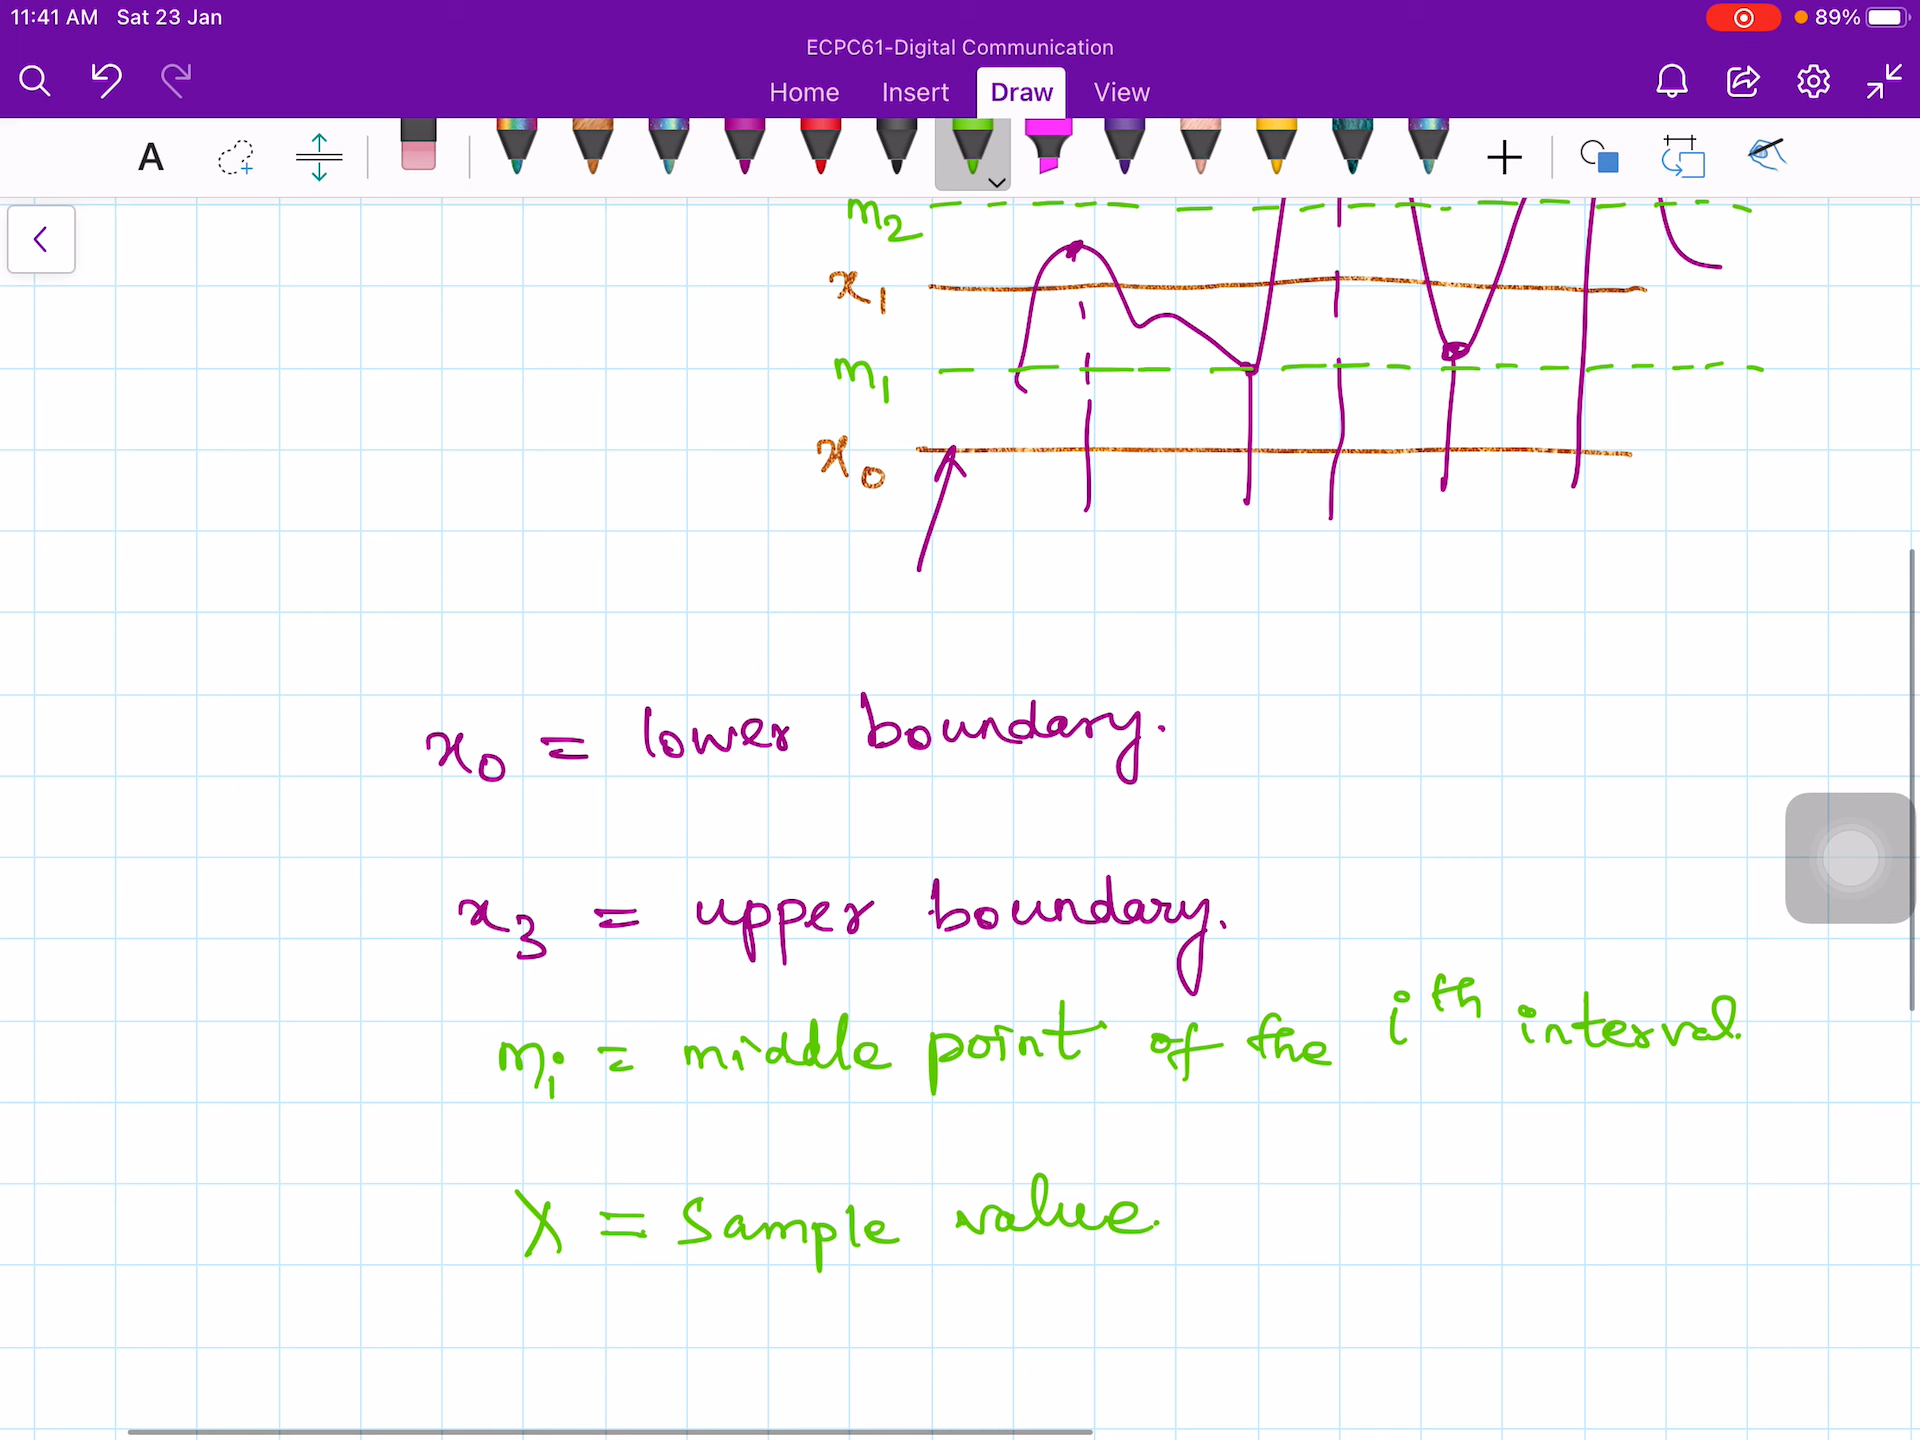 11:41 AM Sat 23 Jan
89%
ECPC61-Digital Communication
Home Insert Draw View
A
m₂
x₁
m₁
x₀
x₀ = lower boundary.
x₃ = upper boundary.
mᵢ = middle point of the iᵗʰ interval.
X = Sample value.